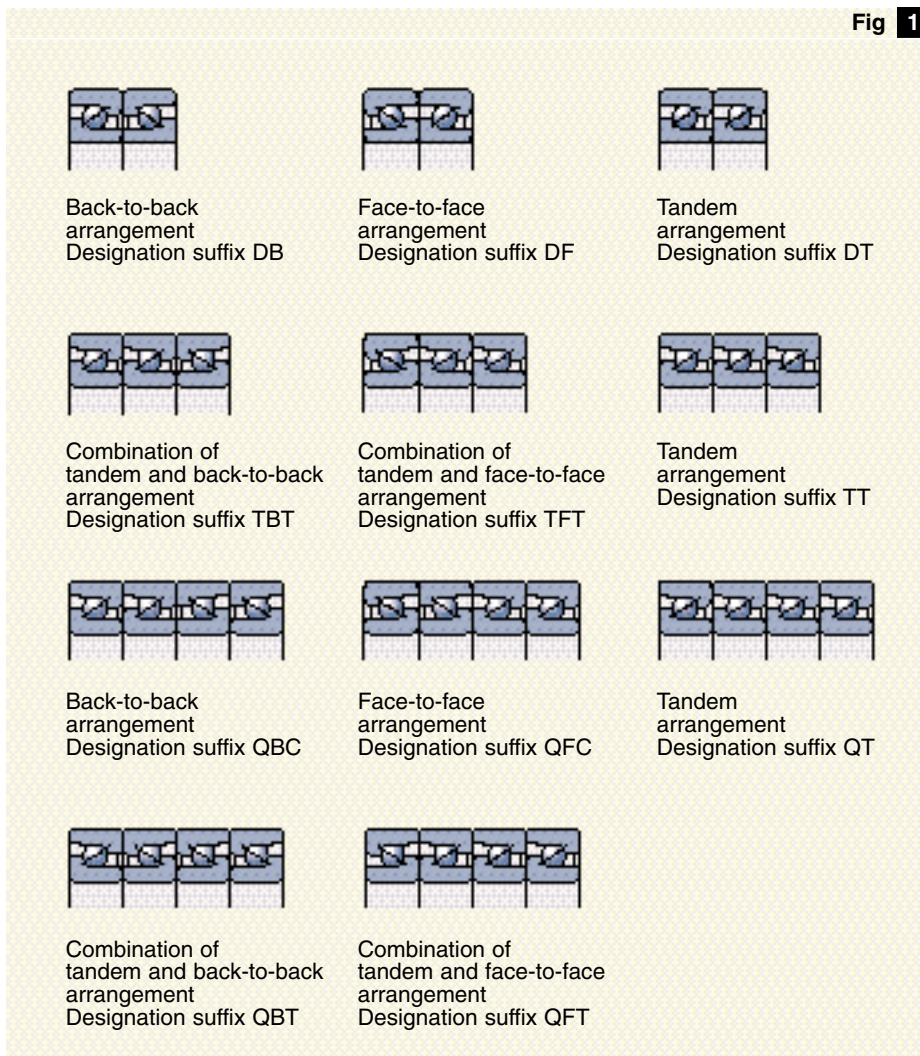 Fig 1
Back-to-back
arrangement
Designation suffix DB
Face-to-face
arrangement
Designation suffix DF
Tandem
arrangement
Designation suffix DT
Combination of
tandem and back-to-back
arrangement
Designation suffix TBT
Combination of
tandem and face-to-face
arrangement
Designation suffix TFT
Tandem
arrangement
Designation suffix TT
Back-to-back
arrangement
Designation suffix QBC
Face-to-face
arrangement
Designation suffix QFC
Tandem
arrangement
Designation suffix QT
Combination of
tandem and back-to-back
arrangement
Designation suffix QBT
Combination of
tandem and face-to-face
arrangement
Designation suffix QFT